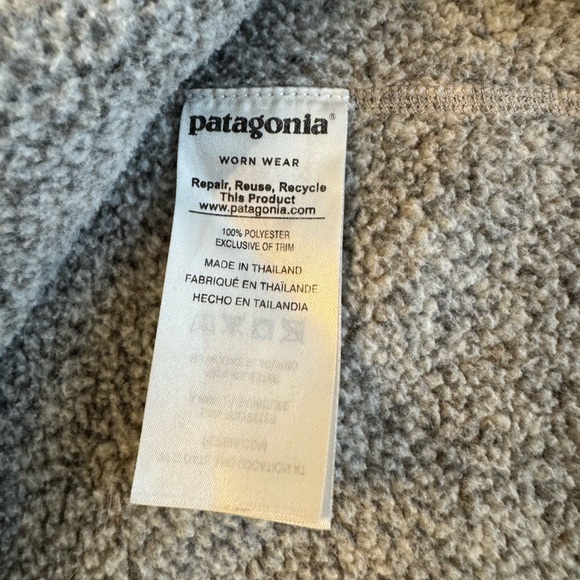 patagonia®
WORN WEAR
Repair, Reuse, Recycle
This Product
www.patagonia.com
100% POLYESTER
EXCLUSIVE OF TRIM
MADE IN THAILAND
FABRIQUÉ EN THAÏLANDE
HECHO EN TAILANDIA